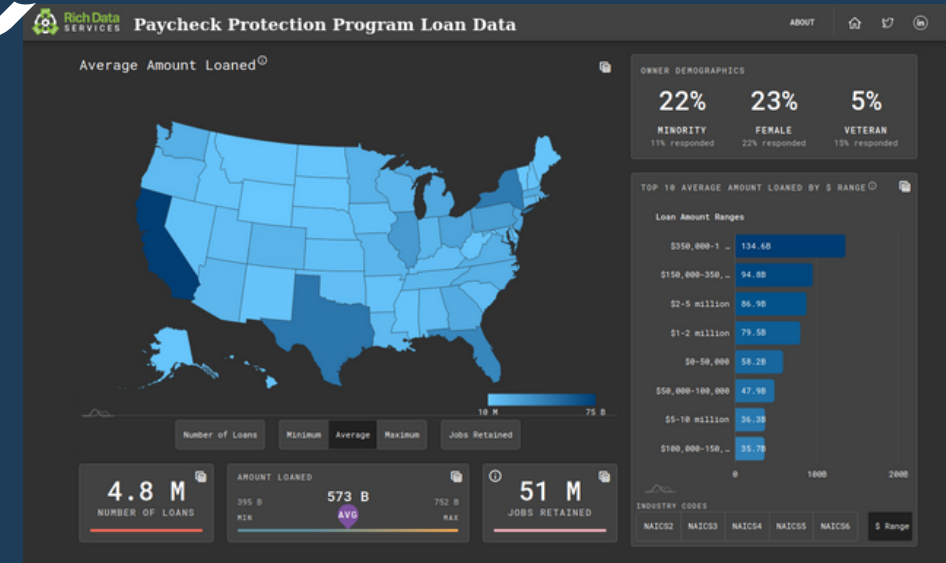 Rich Data
SERVICES
Paycheck Protection Program Loan Data
ABOUT
Average Amount Loaned
10 M
75 B
Number of Loans
Minimum
Average
Maximum
Jobs Retained
4.8 M
NUMBER OF LOANS
AMOUNT LOANED
395 B
573 B
752 B
MIN
AVG
MAX
51 M
JOBS RETAINED
OWNER DEMOGRAPHICS
22% 23% 5%
MINORITY FEMALE VETERAN
11% responded 22% responded 15% responded
TOP 10 AVERAGE AMOUNT LOANED BY $ RANGE
Loan Amount Ranges
$350,000-1 … 134.6B
$150,000-350,… 94.8B
$2-5 million 86.9B
$1-2 million 79.5B
$0-50,000 58.2B
$50,000-100,000 47.9B
$5-10 million 36.3B
$100,000-150,… 35.7B
0 100B 200B
INDUSTRY CODES
NAICS2 NAICS3 NAICS4 NAICS5 NAICS6 $ Range